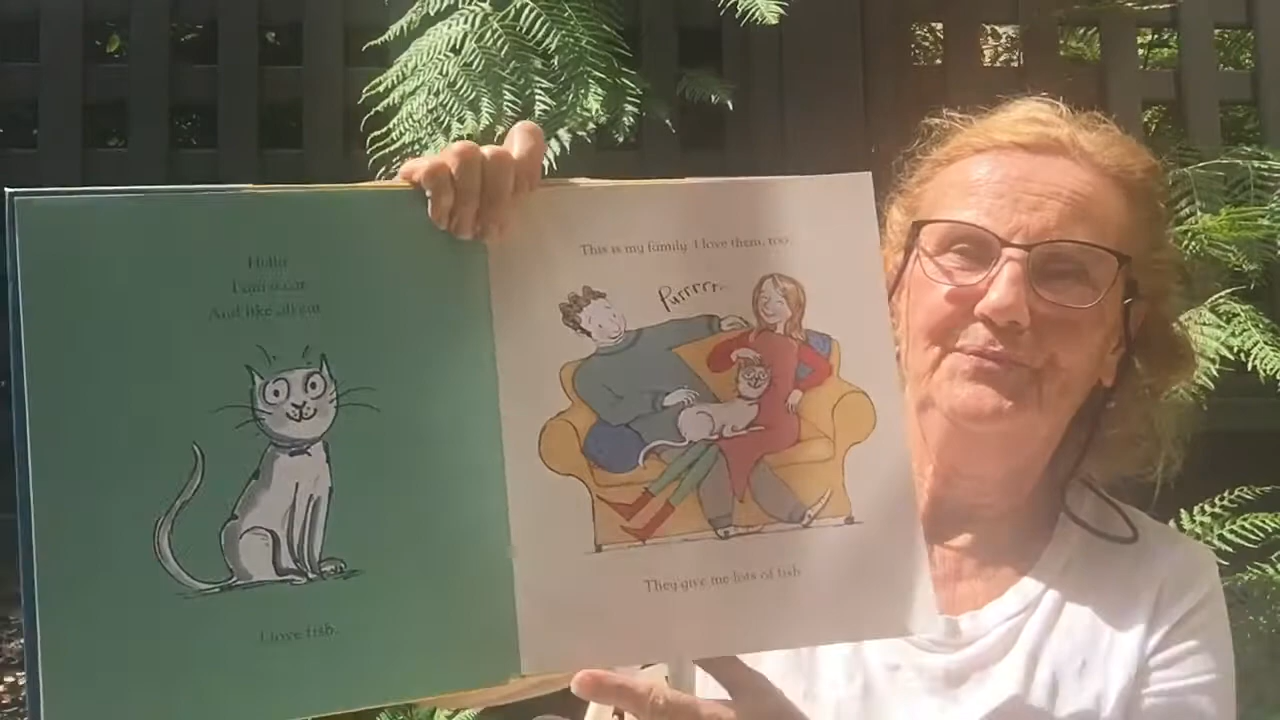 Hello
I am a cat
And like all cat
I love fish.
This is my family. I love them, too.
Purrrrr..
They give me lots of fish